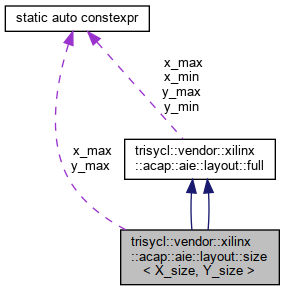 static auto constexpr
x_max
x_min
y_max
y_min
x_max
y_max
trisycl::vendor::xilinx
::acap::aie::layout::full
trisycl::vendor::xilinx
::acap::aie::layout::size
< X_size, Y_size >